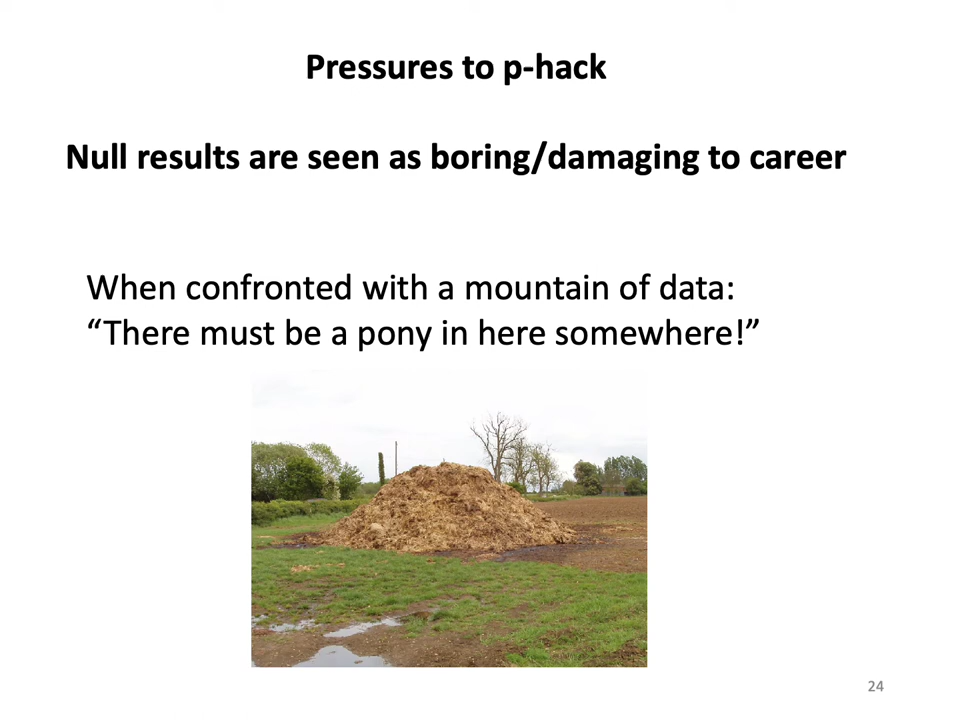 Pressures to p-hack
Null results are seen as boring/damaging to career
When confronted with a mountain of data:
“There must be a pony in here somewhere!”
24